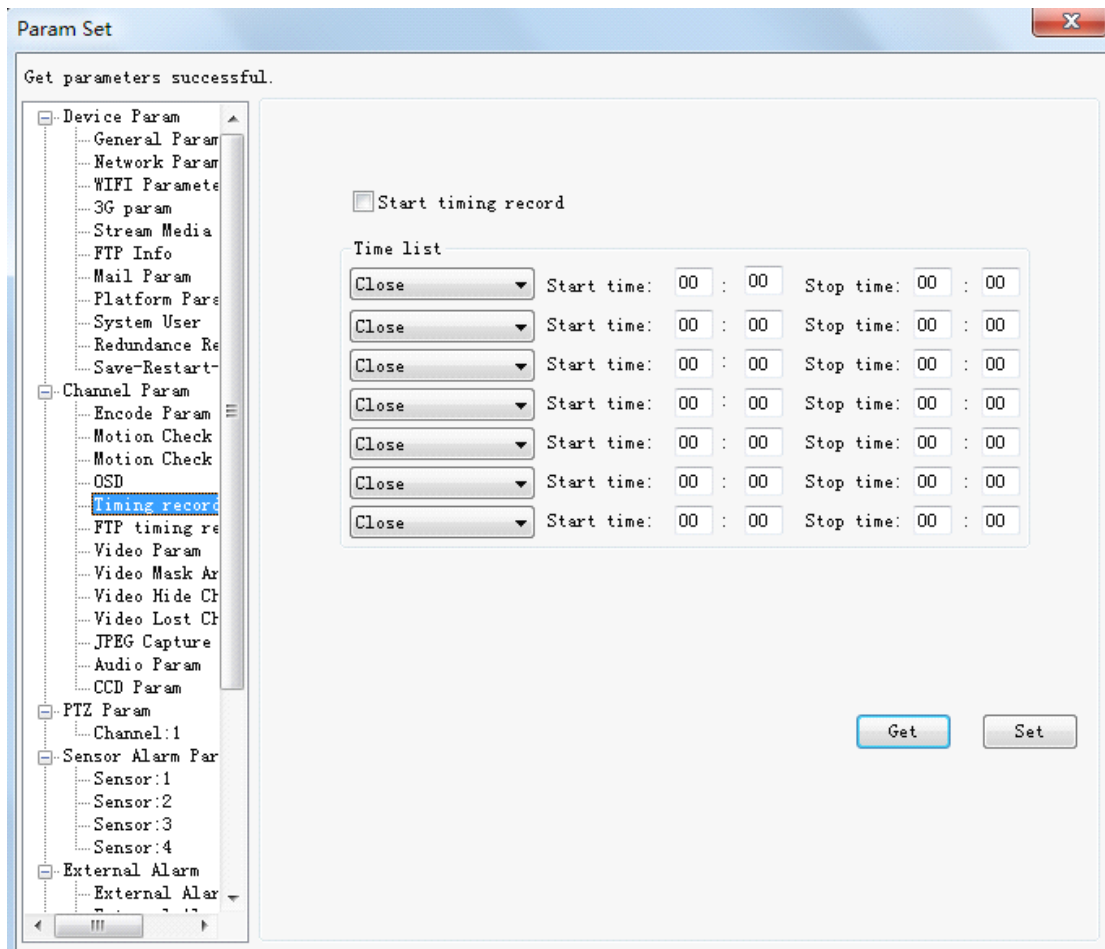 Param Set
Get parameters successful.
Device Param
General Param
Network Param
WIFI Paramete
3G param
Stream Media
FTP Info
Mail Param
Platform Para
System User
Redundance Re
Save-Restart-
Channel Param
Encode Param
Motion Check
Motion Check
OSD
Timing record
FTP timing re
Video Param
Video Mask Ar
Video Hide Ch
Video Lost Ch
JPEG Capture
Audio Param
CCD Param
PTZ Param
Channel:1
Sensor Alarm Par
Sensor:1
Sensor:2
Sensor:3
Sensor:4
External Alarm
External Alar
Start timing record
Time list
Close Start time: 00 : 00 Stop time: 00 : 00
Close Start time: 00 : 00 Stop time: 00 : 00
Close Start time: 00 : 00 Stop time: 00 : 00
Close Start time: 00 : 00 Stop time: 00 : 00
Close Start time: 00 : 00 Stop time: 00 : 00
Close Start time: 00 : 00 Stop time: 00 : 00
Close Start time: 00 : 00 Stop time: 00 : 00
Get Set